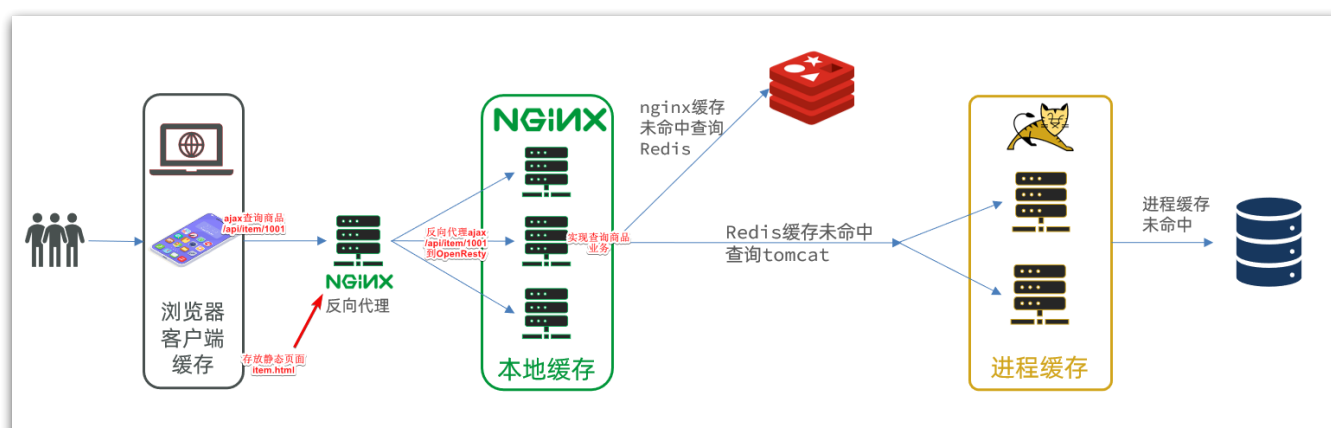 浏览器
客户端
缓存
ajax查询商品
/api/item/1001
NGINX
反向代理
存放静态页面
item.html
反向代理ajax
/api/item/1001
到OpenResty
NGINX
实现查询商品
业务
本地缓存
nginx缓存
未命中查询
Redis
Redis缓存未命中
查询tomcat
进程缓存
进程缓存
未命中